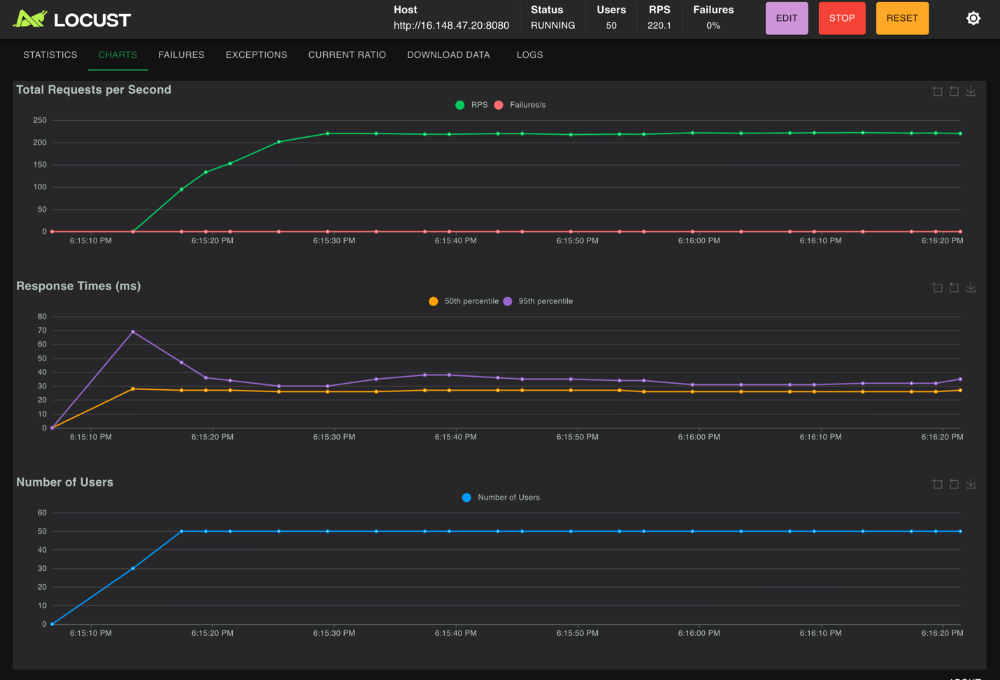 LOCUST
Host
http://16.148.47.20:8080
Status
RUNNING
Users
50
RPS
220.1
Failures
0%
EDIT
STOP
RESET
STATISTICS CHARTS FAILURES EXCEPTIONS CURRENT RATIO DOWNLOAD DATA LOGS
Total Requests per Second
RPS Failures/s
250
200
150
100
50
0
6:15:10 PM 6:15:20 PM 6:15:30 PM 6:15:40 PM 6:15:50 PM 6:16:00 PM 6:16:10 PM 6:16:20 PM
Response Times (ms)
50th percentile 95th percentile
80
70
60
50
40
30
20
10
0
6:15:10 PM 6:15:20 PM 6:15:30 PM 6:15:40 PM 6:15:50 PM 6:16:00 PM 6:16:10 PM 6:16:20 PM
Number of Users
Number of Users
60
50
40
30
20
10
0
6:15:10 PM 6:15:20 PM 6:15:30 PM 6:15:40 PM 6:15:50 PM 6:16:00 PM 6:16:10 PM 6:16:20 PM